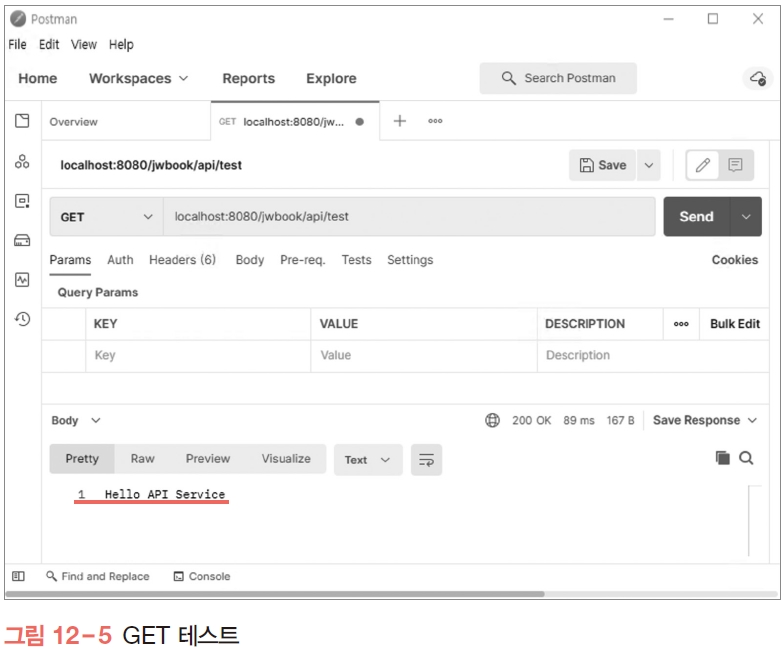 Postman
File Edit View Help
Home Workspaces Reports Explore Search Postman
Overview GET localhost:8080/jw...
localhost:8080/jwbook/api/test Save
GET localhost:8080/jwbook/api/test Send
Params Auth Headers (6) Body Pre-req. Tests Settings Cookies
Query Params
KEY VALUE DESCRIPTION Bulk Edit
Key Value Description
Body 200 OK 89 ms 167 B Save Response
Pretty Raw Preview Visualize Text
1 Hello API Service
Find and Replace Console
그림 12-5 GET 테스트